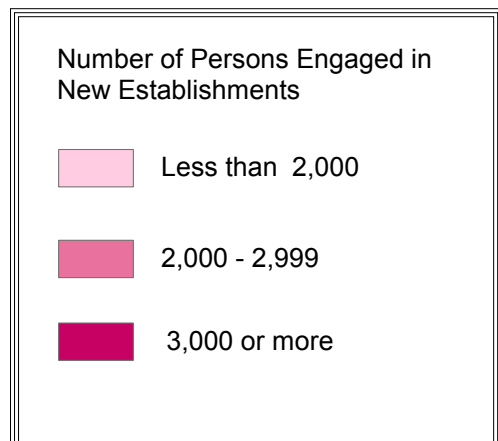 Number of Persons Engaged in
New Establishments
Less than 2,000
2,000 - 2,999
3,000 or more